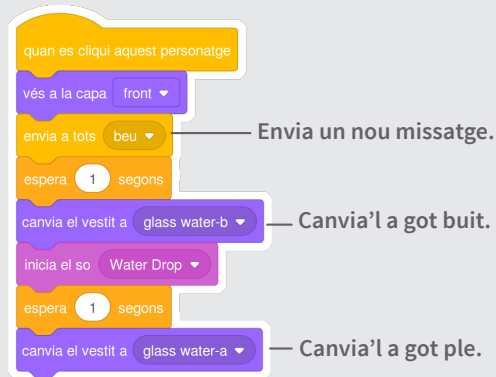 quan es cliqui aquest personatge
vés a la capa front
envia a tots beu
Envia un nou missatge.
espera 1 segons
canvia el vestit a glass water-b
Canvia’l a got buit.
inicia el so Water Drop
espera 1 segons
canvia el vestit a glass water-a
Canvia’l a got ple.